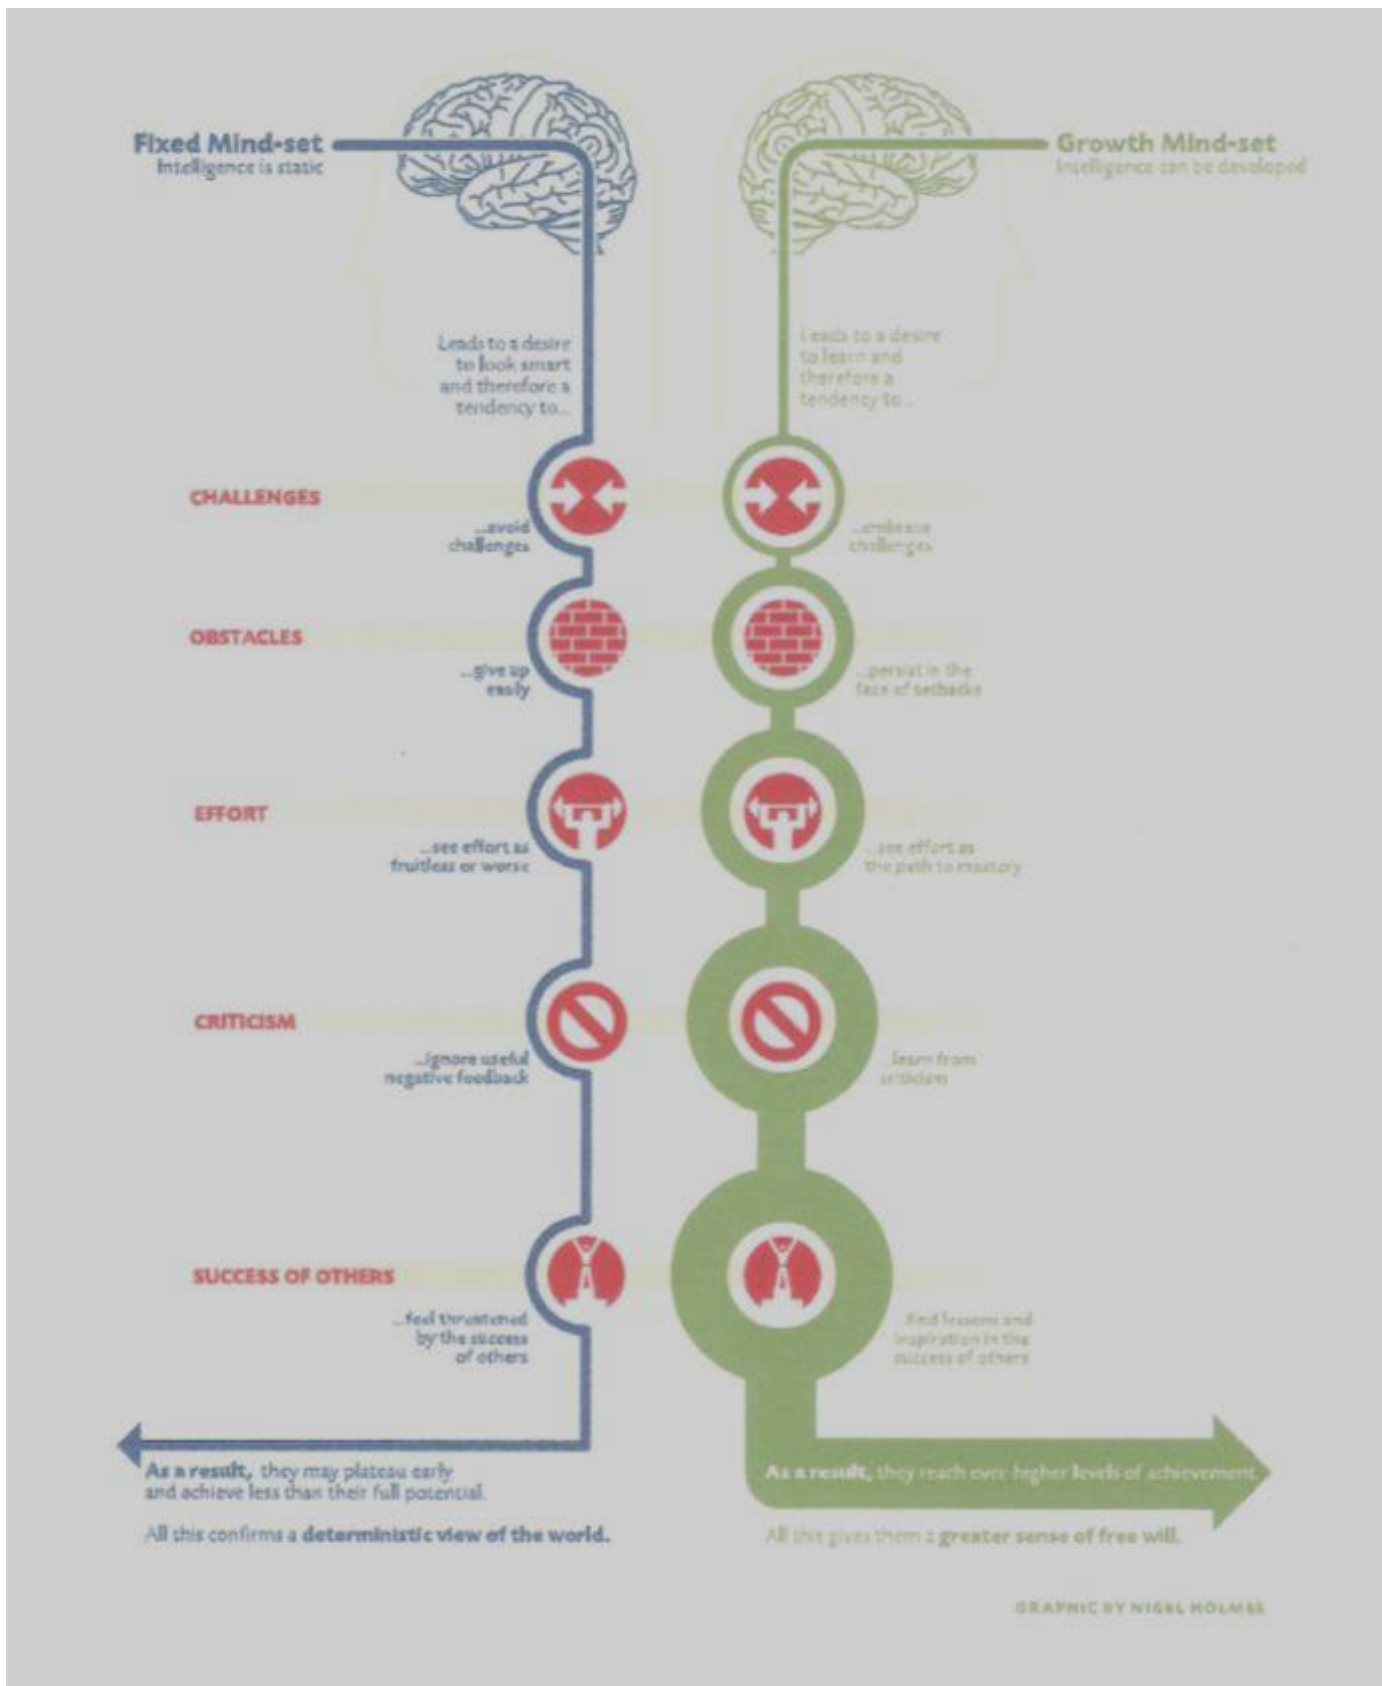 Fixed Mind-set
Intelligence is static
Growth Mind-set
Intelligence can be developed
Leads to a desire
to look smart
and therefore a
tendency to...
Leads to a desire
to learn and
therefore a
tendency to...
CHALLENGES
...avoid
challenges
...embrace
challenges
OBSTACLES
...give up
easily
...persist in the
face of setbacks
EFFORT
...see effort as
fruitless or worse
...see effort as
the path to mastery
CRITICISM
...ignore useful
negative feedback
...learn from
criticism
SUCCESS OF OTHERS
...feel threatened
by the success
of others
...find lessons and
inspiration in the
success of others
As a result, they may plateau early
and achieve less than their full potential.
All this confirms a deterministic view of the world.
As a result, they reach ever-higher levels of achievement.
All this gives them a greater sense of free will.
GRAPHIC BY NIGEL HOLMES